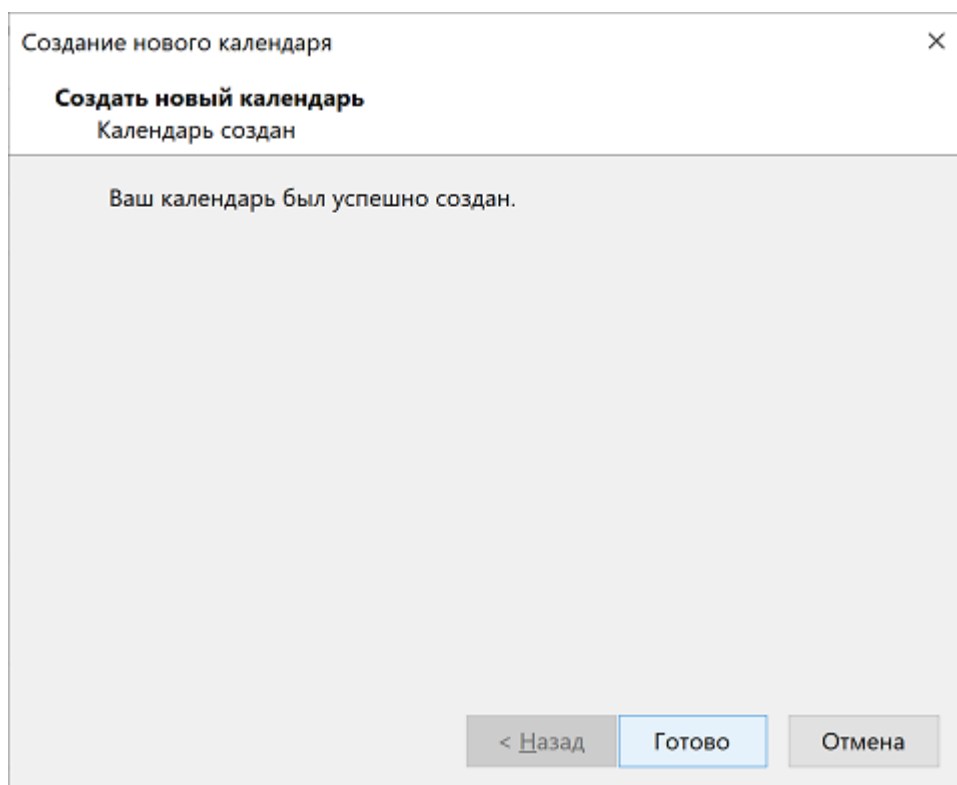 Создание нового календаря
Создать новый календарь
Календарь создан
Ваш календарь был успешно создан.
< Назад
Готово
Отмена